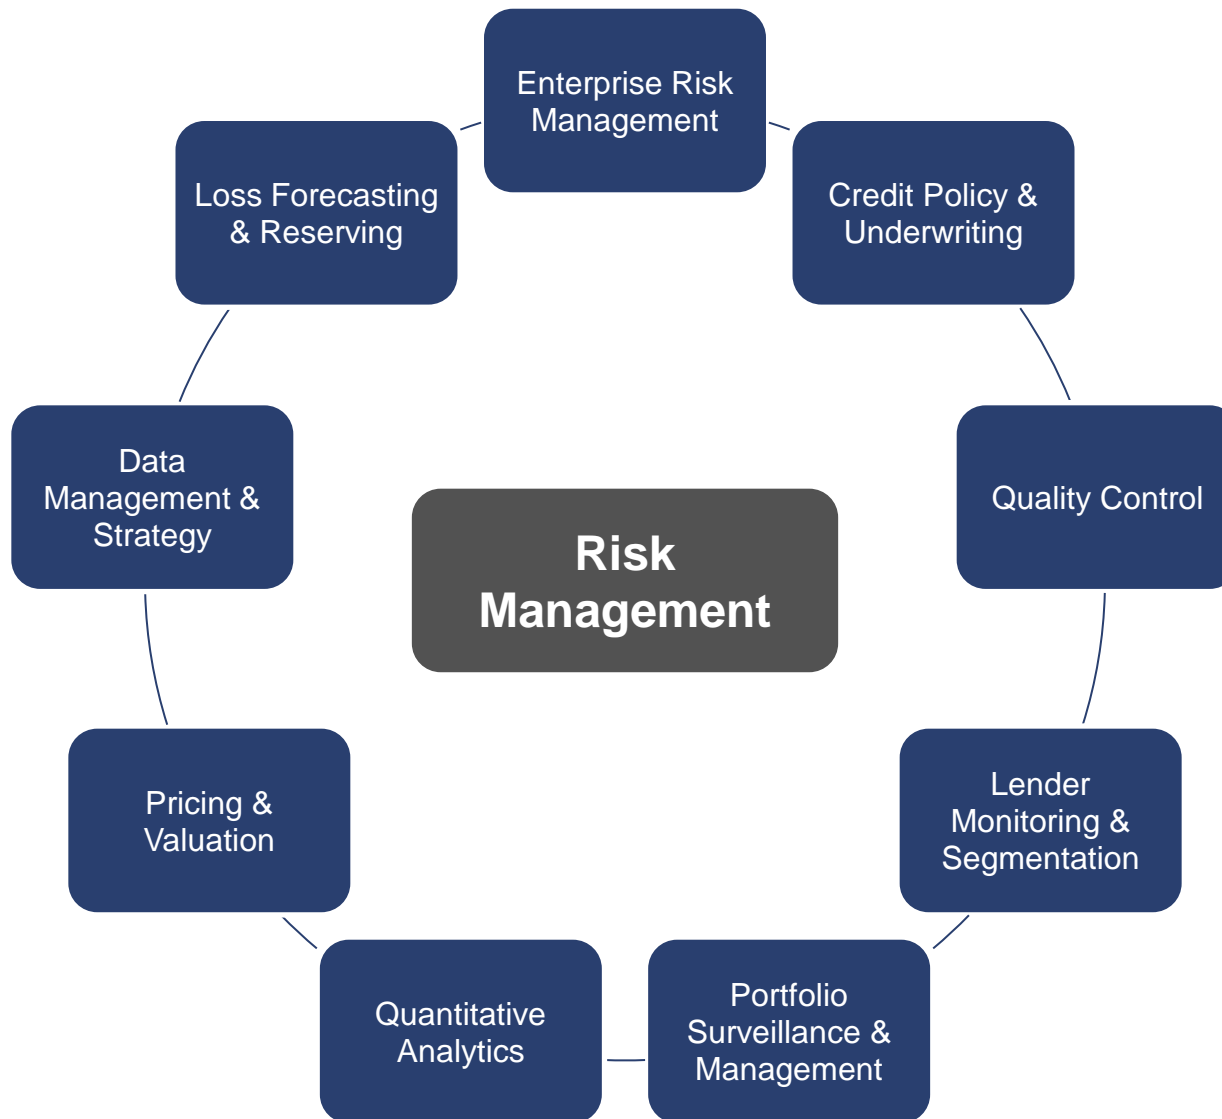 Enterprise Risk
Management
Credit Policy &
Underwriting
Quality Control
Lender
Monitoring &
Segmentation
Portfolio
Surveillance &
Management
Quantitative
Analytics
Pricing &
Valuation
Data
Management &
Strategy
Loss Forecasting
& Reserving
Risk
Management